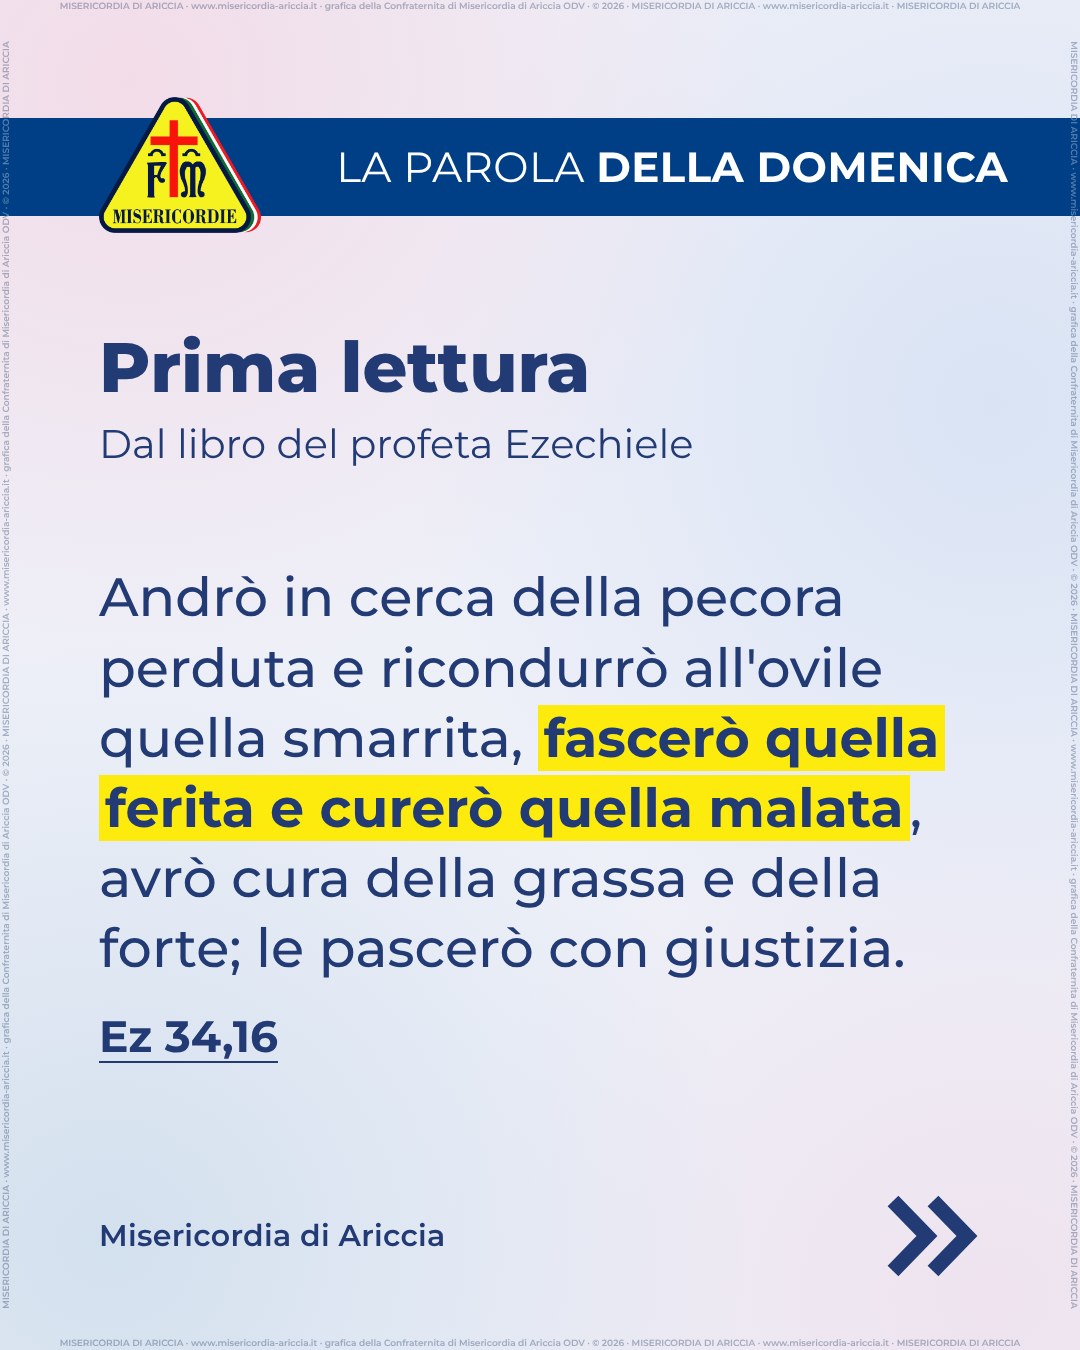 MISERICORDIA DI ARICCIA · www.misericordia-ariccia.it · grafica della Confraternita di Misericordia di Ariccia ODV · © 2026 · MISERICORDIA DI ARICCIA · www.misericordia-ariccia.it · MISERICORDIA DI ARICCIA
LA PAROLA DELLA DOMENICA
MISERICORDIE
Prima lettura
Dal libro del profeta Ezechiele
Andrò in cerca della pecora
perduta e ricondurrò all'ovile
quella smarrita, fascerò quella
ferita e curerò quella malata,
avrò cura della grassa e della
forte; le pascerò con giustizia.
Ez 34,16
Misericordia di Ariccia
MISERICORDIA DI ARICCIA · www.misericordia-ariccia.it · grafica della Confraternita di Misericordia di Ariccia ODV · © 2026 · MISERICORDIA DI ARICCIA · www.misericordia-ariccia.it · MISERICORDIA DI ARICCIA